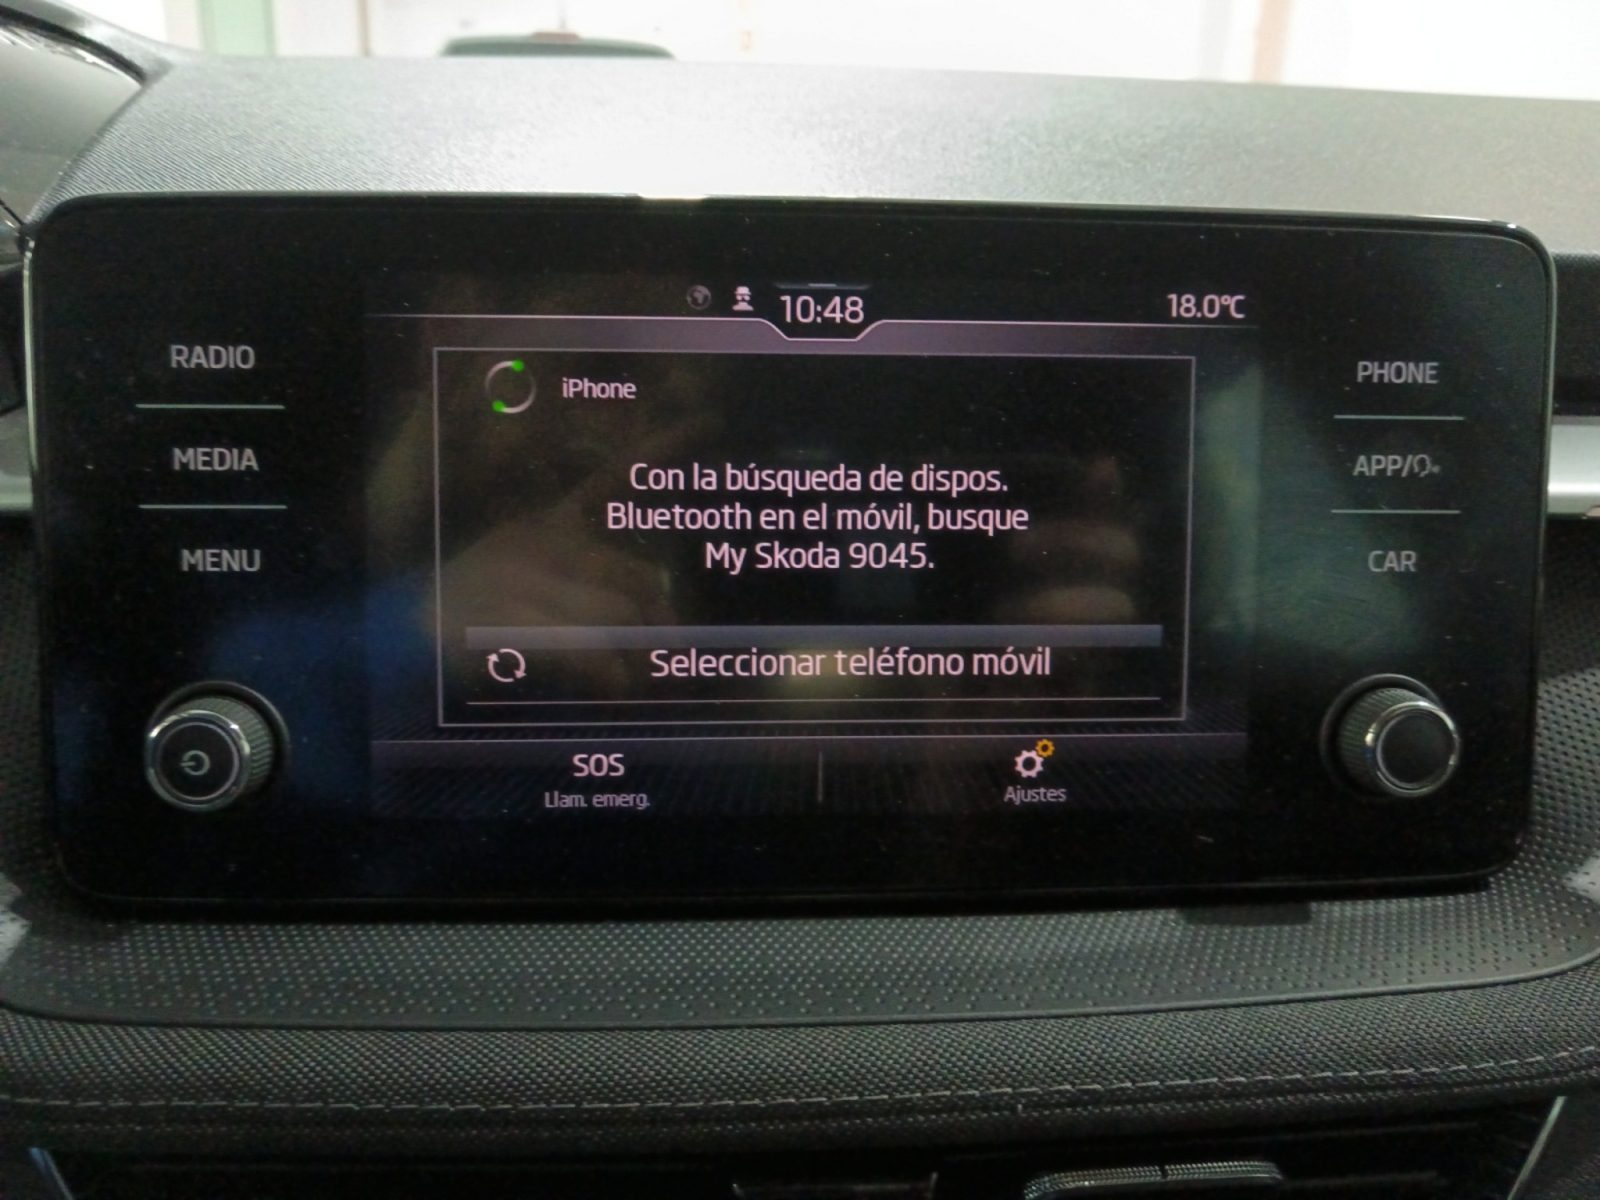 10:48
18.0°C
RADIO
MEDIA
MENU
iPhone
Con la búsqueda de dispos.
Bluetooth en el móvil, busque
My Skoda 9045.
Seleccionar teléfono móvil
SOS
Llam. emerg.
Ajustes
PHONE
APP/
CAR